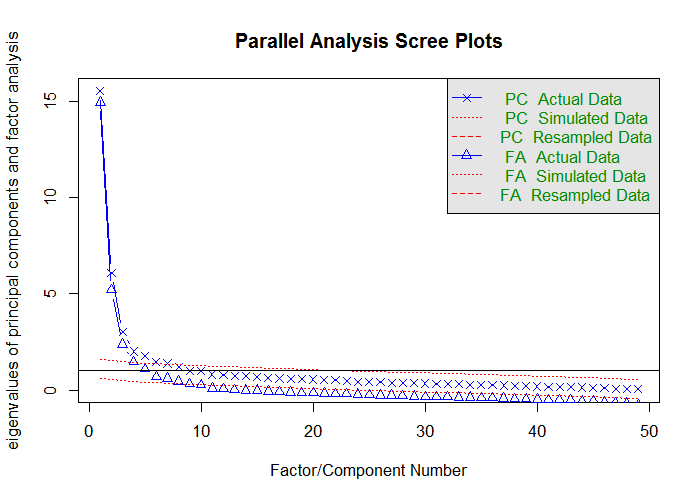 Parallel Analysis Scree Plots
eigenvalues of principal components and factor analysis
15
10
5
0
PC Actual Data
PC Simulated Data
PC Resampled Data
FA Actual Data
FA Simulated Data
FA Resampled Data
0 10 20 30 40 50
Factor/Component Number